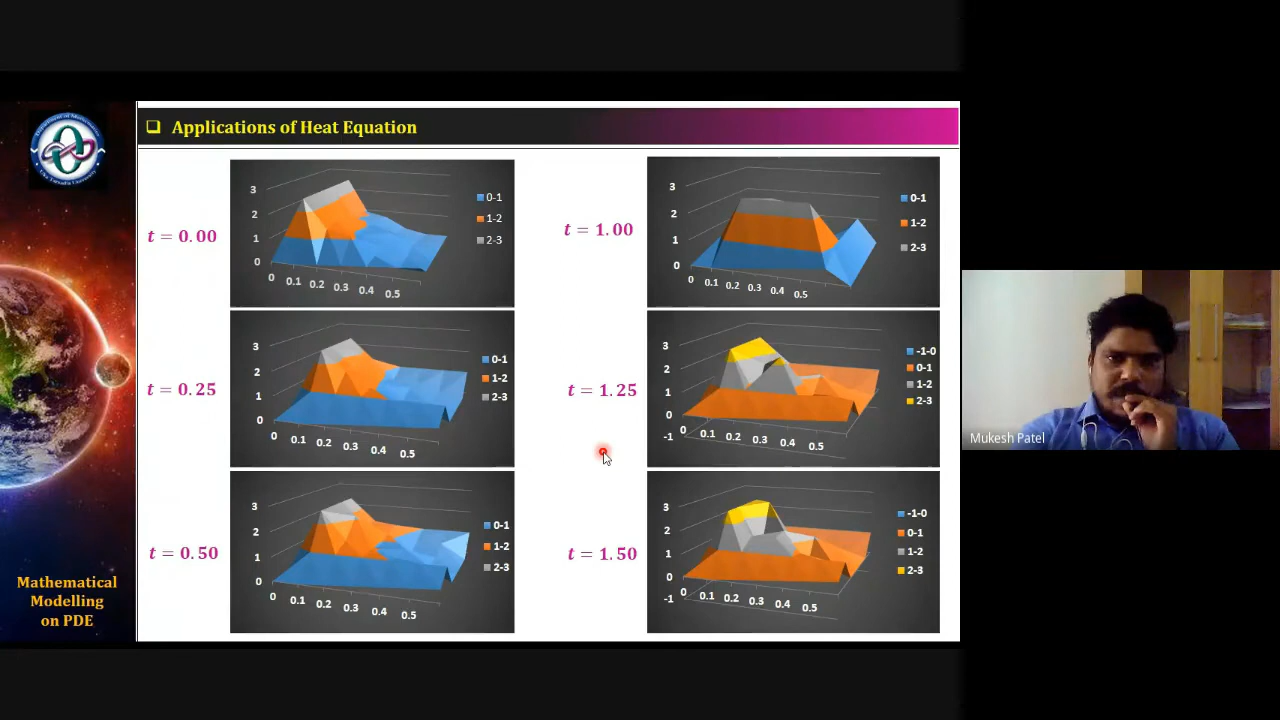 ❑ Applications of Heat Equation
t = 0.00
3
2
1
0
0 0.1 0.2 0.3 0.4 0.5
0-1
1-2
2-3
t = 1.00
3
2
1
0
0 0.1 0.2 0.3 0.4 0.5
0-1
1-2
2-3
t = 0.25
3
2
1
0
0 0.1 0.2 0.3 0.4 0.5
0-1
1-2
2-3
t = 1.25
3
2
1
0
-1
0 0.1 0.2 0.3 0.4 0.5
-1-0
0-1
1-2
2-3
t = 0.50
3
2
1
0
0 0.1 0.2 0.3 0.4 0.5
0-1
1-2
2-3
t = 1.50
3
2
1
0
-1
0 0.1 0.2 0.3 0.4 0.5
-1-0
0-1
1-2
2-3
Mathematical
Modelling
on PDE
Mukesh Patel